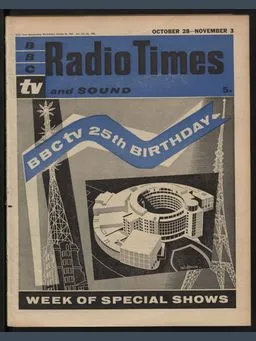 OCTOBER 28—NOVEMBER 3
BBC
tv
Radio Times
and SOUND
5D
BBC tv 25th BIRTHDAY
WEEK OF SPECIAL SHOWS